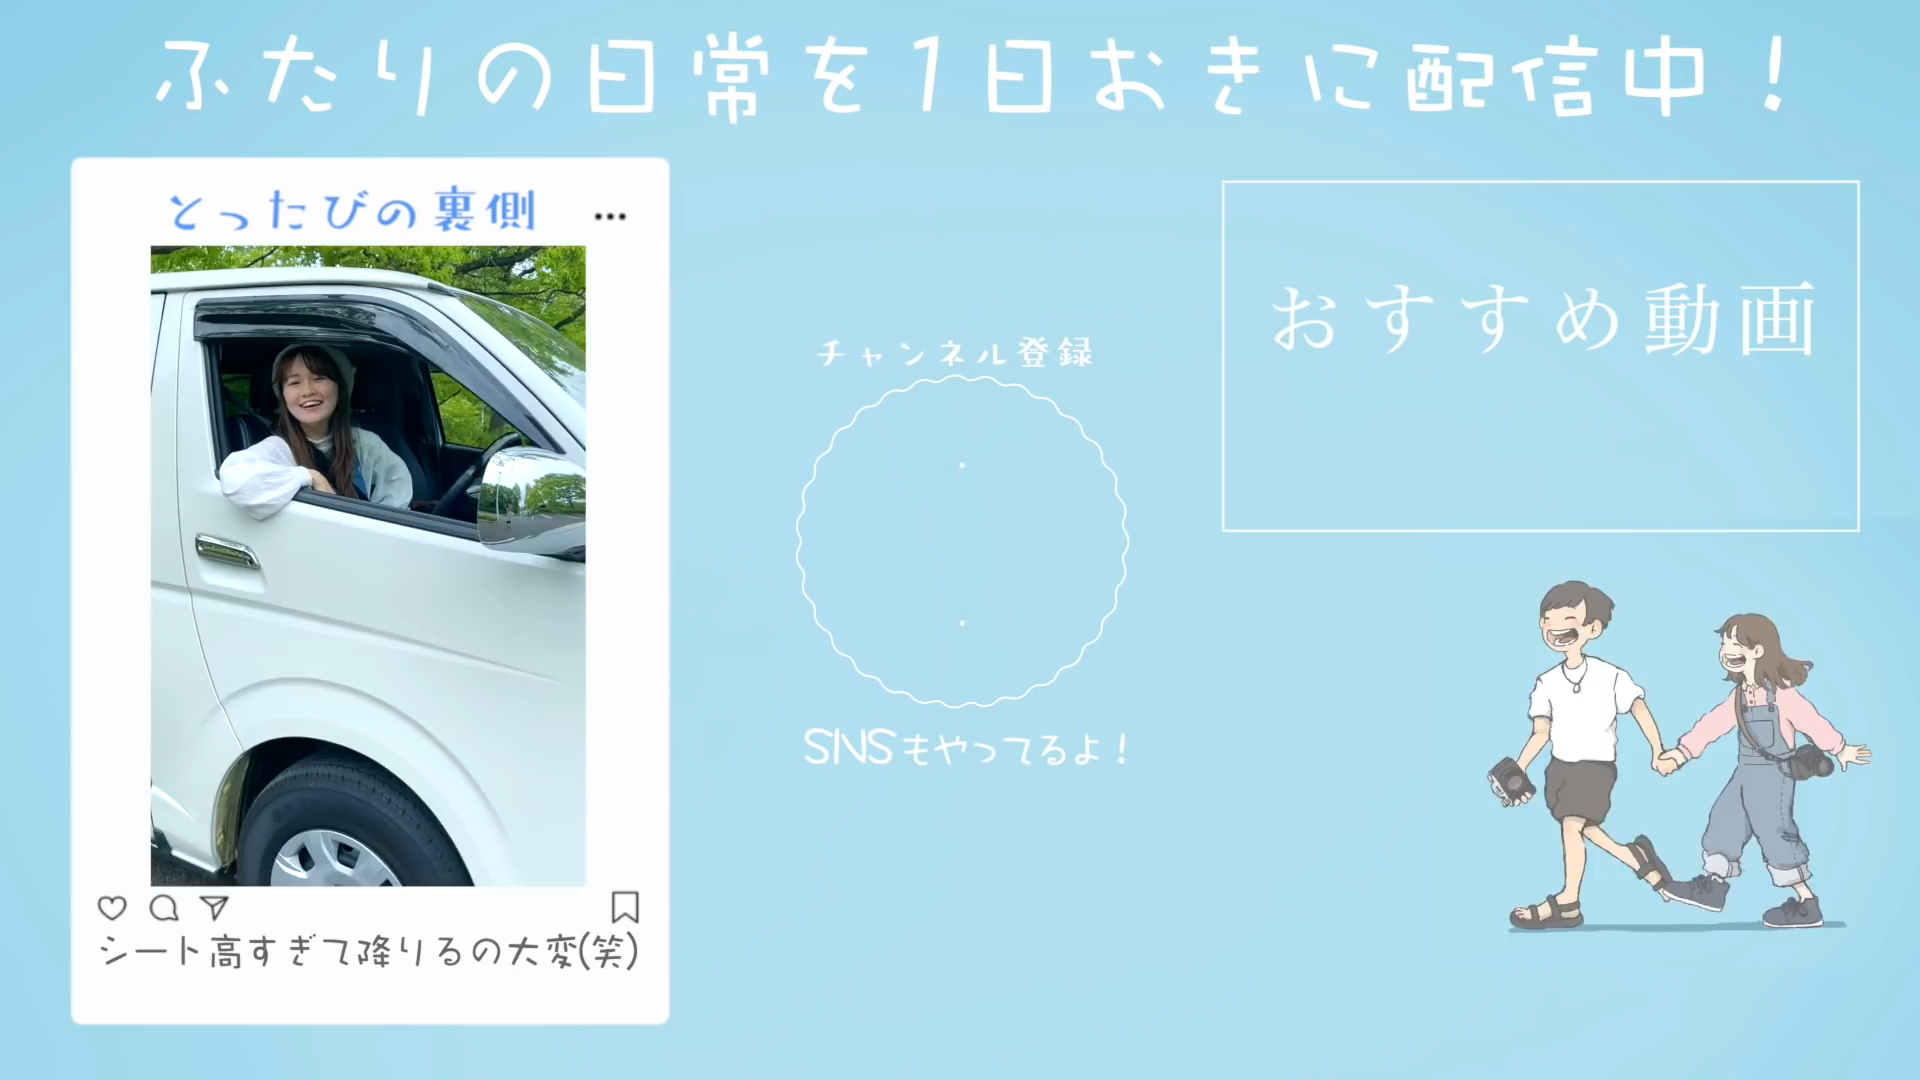 ふたりの日常を1日おきに配信中！
とったびの裏側
シート高すぎて降りるの大変(笑)
チャンネル登録
SNSもやってるよ！
おすすめ動画